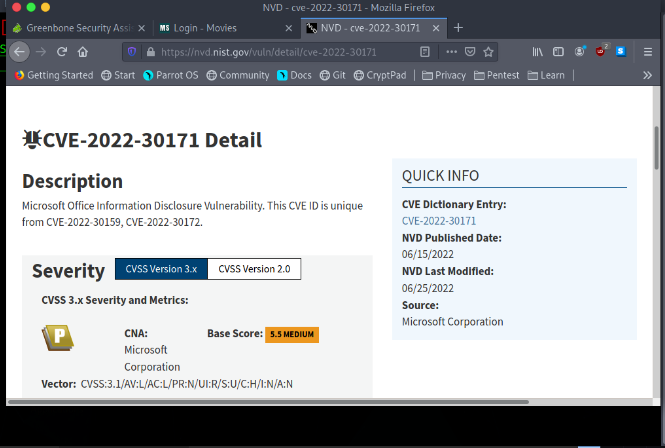 NVD - cve-2022-30171 - Mozilla Firefox
Greenbone Security Assi
Login - Movies
NVD - cve-2022-30171
https://nvd.nist.gov/vuln/detail/cve-2022-30171
Getting Started Start Parrot OS Community Docs Git CryptPad Privacy Pentest Learn
CVE-2022-30171 Detail
Description
Microsoft Office Information Disclosure Vulnerability. This CVE ID is unique
from CVE-2022-30159, CVE-2022-30172.
Severity
CVSS Version 3.x
CVSS Version 2.0
CVSS 3.x Severity and Metrics:
P
CNA:
Microsoft
Corporation
Base Score: 5.5 MEDIUM
Vector: CVSS:3.1/AV:L/AC:L/PR:N/UI:R/S:U/C:H/I:N/A:N
QUICK INFO
CVE Dictionary Entry:
CVE-2022-30171
NVD Published Date:
06/15/2022
NVD Last Modified:
06/25/2022
Source:
Microsoft Corporation